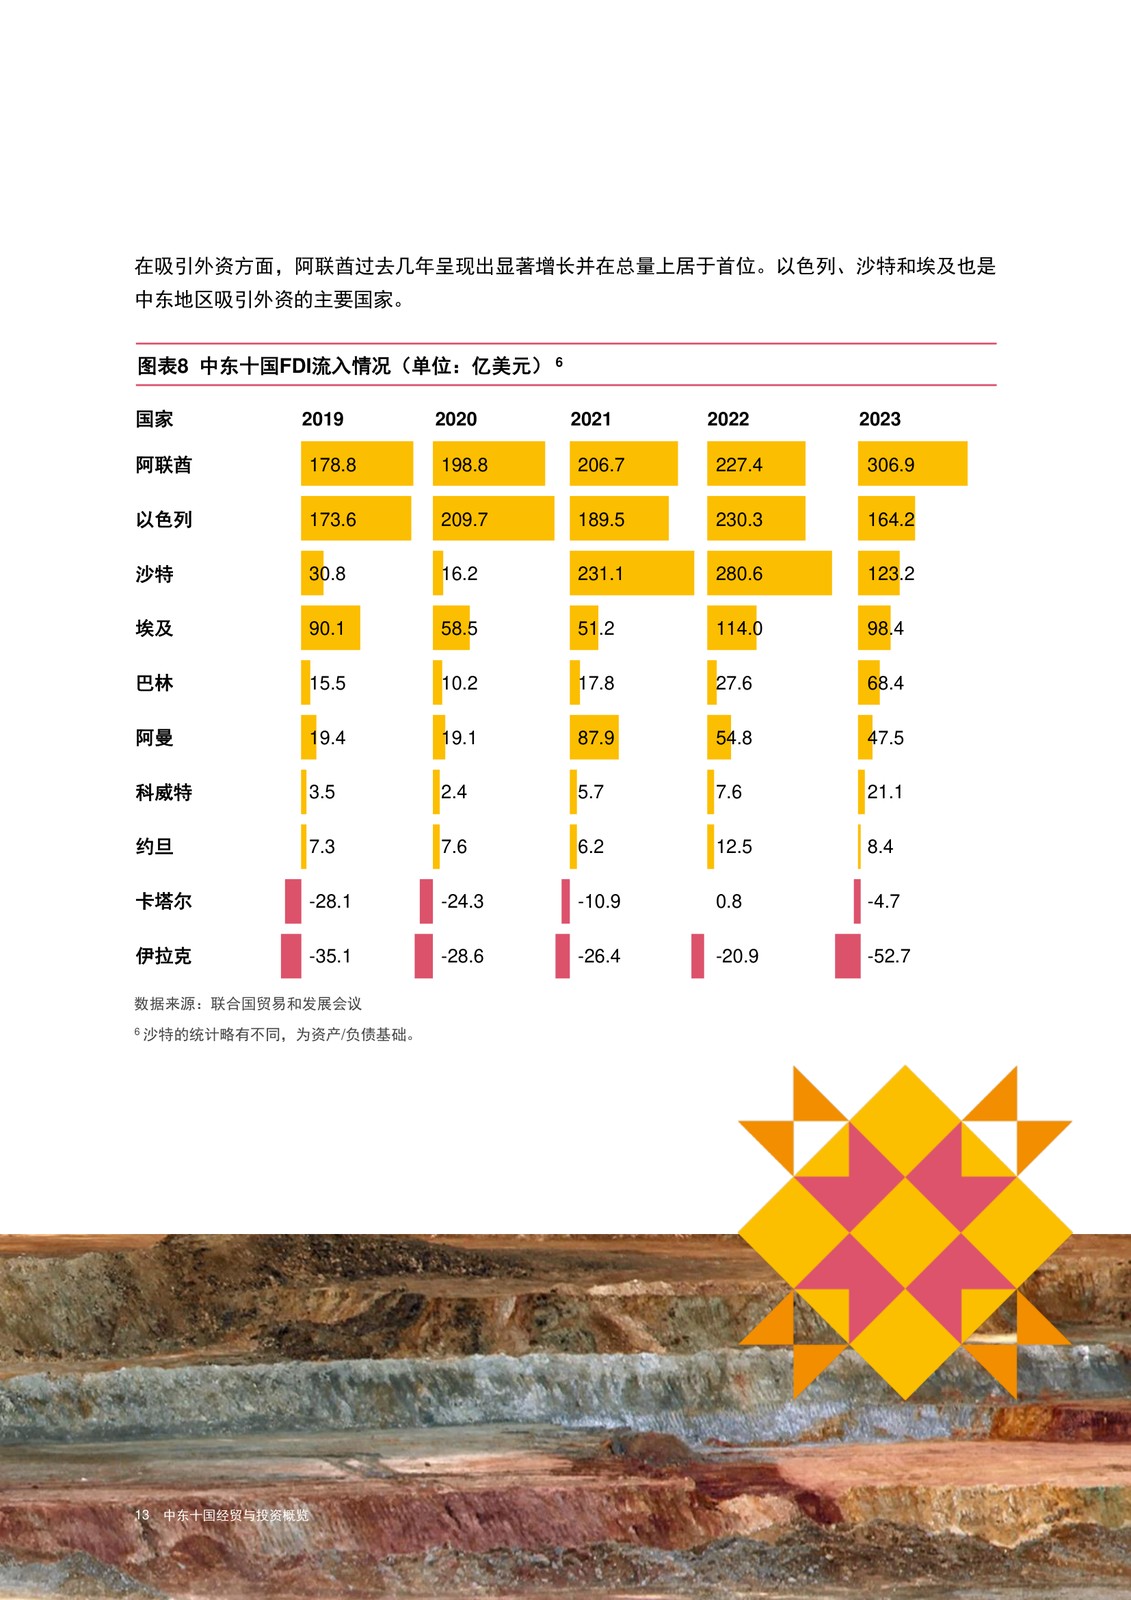 在吸引外资方面，阿联酋过去几年呈现出显著增长并在总量上居于首位。以色列、沙特和埃及也是
中东地区吸引外资的主要国家。
图表8 中东十国FDI流入情况（单位：亿美元）6
国家 2019 2020 2021 2022 2023
阿联酋 178.8 198.8 206.7 227.4 306.9
以色列 173.6 209.7 189.5 230.3 164.2
沙特 30.8 16.2 231.1 280.6 123.2
埃及 90.1 58.5 51.2 114.0 98.4
巴林 15.5 10.2 17.8 27.6 68.4
阿曼 19.4 19.1 87.9 54.8 47.5
科威特 3.5 2.4 5.7 7.6 21.1
约旦 7.3 7.6 6.2 12.5 8.4
卡塔尔 -28.1 -24.3 -10.9 0.8 -4.7
伊拉克 -35.1 -28.6 -26.4 -20.9 -52.7
数据来源：联合国贸易和发展会议
6 沙特的统计略有不同，为资产/负债基础。
13 中东十国经贸与投资概览